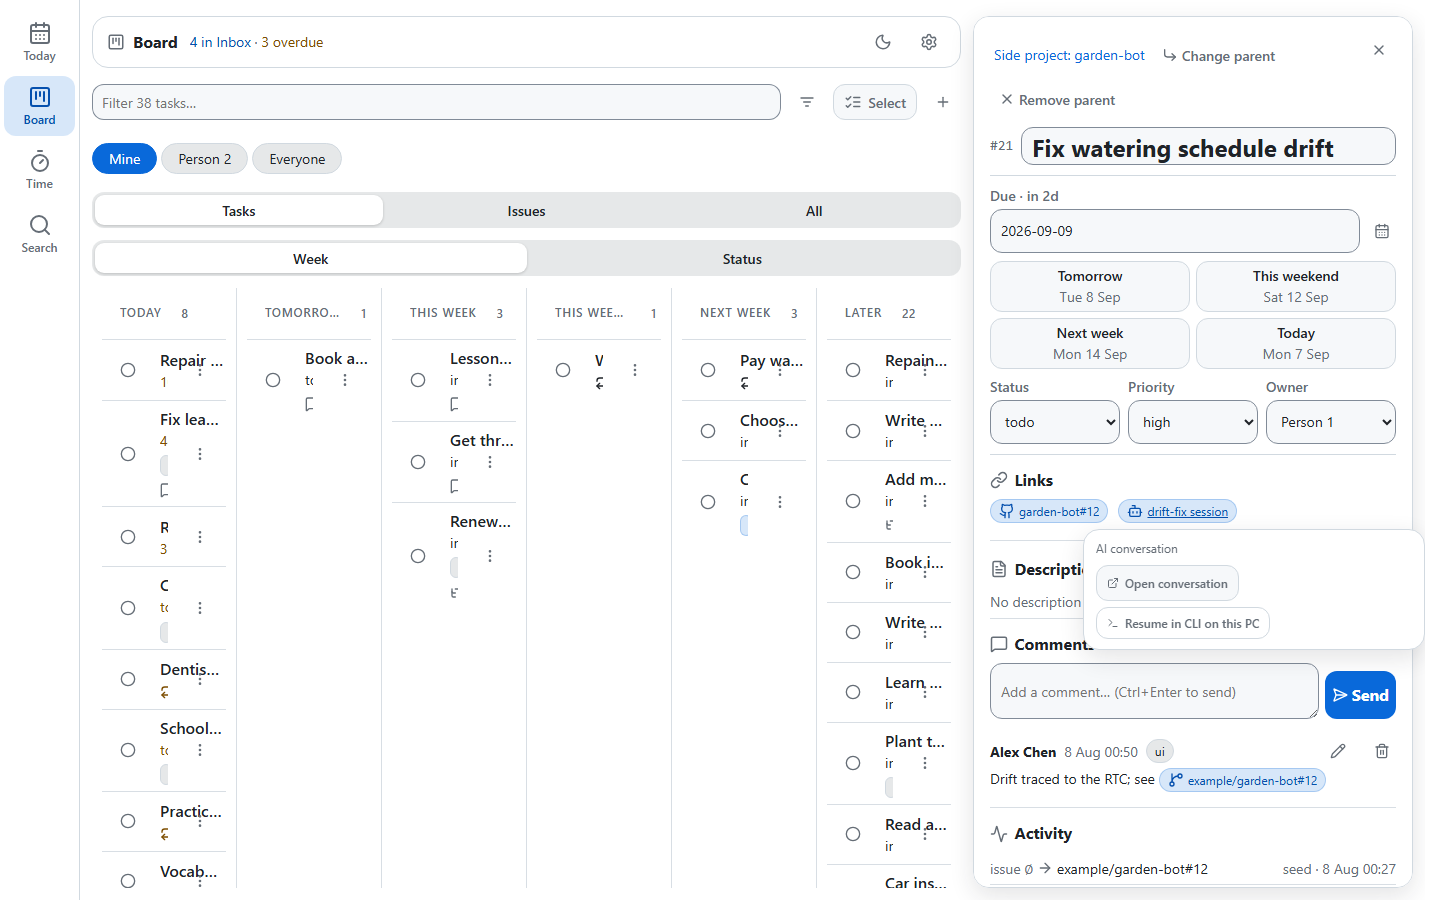 Today
Board
Time
Search
Board
4 in Inbox · 3 overdue
Filter 38 tasks...
Select
Mine
Person 2
Everyone
Tasks
Issues
All
Week
Status
TODAY 8
Repair ...
1
Fix lea...
4
R
3
C
Dentis...
School...
Practic...
Vocab...
TOMORRO... 1
Book a...
THIS WEEK 3
Lesson...
Get thr...
Renew...
THIS WEE... 1
NEXT WEEK 3
Pay wa...
Choos...
C
LATER 22
Repain...
Write ...
Add m...
Book i...
Write ...
Learn ...
Plant t...
Read a...
Car ins...
Side project: garden-bot
Change parent
Remove parent
#21
Fix watering schedule drift
Due · in 2d
2026-09-09
Tomorrow
Tue 8 Sep
This weekend
Sat 12 Sep
Next week
Mon 14 Sep
Today
Mon 7 Sep
Status
Priority
Owner
todo
high
Person 1
Links
garden-bot#12
drift-fix session
AI conversation
Open conversation
Resume in CLI on this PC
Descripti
No description
Comments
Add a comment... (Ctrl+Enter to send)
Send
Alex Chen 8 Aug 00:50 ui
Drift traced to the RTC; see example/garden-bot#12
Activity
issue Ø → example/garden-bot#12
seed · 8 Aug 00:27